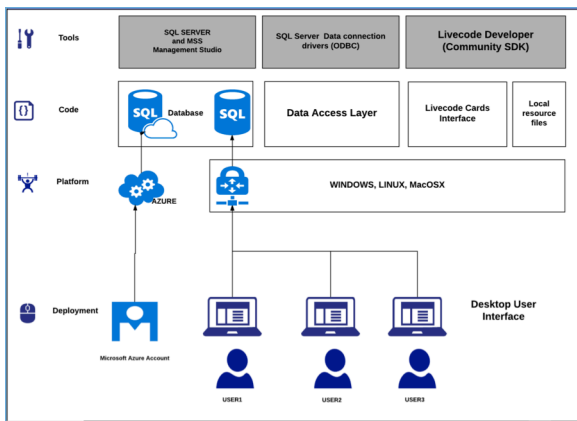 Tools
SQL SERVER
and MSS
Management Studio
SQL Server Data connection
drivers (ODBC)
Livecode Developer
(Community SDK)
Code
{}
SQL
Database
SQL
Data Access Layer
Livecode Cards
Interface
Local
resource
files
Platform
AZURE
WINDOWS, LINUX, MacOSX
Deployment
Microsoft Azure Account
Desktop User
Interface
USER1
USER2
USER3